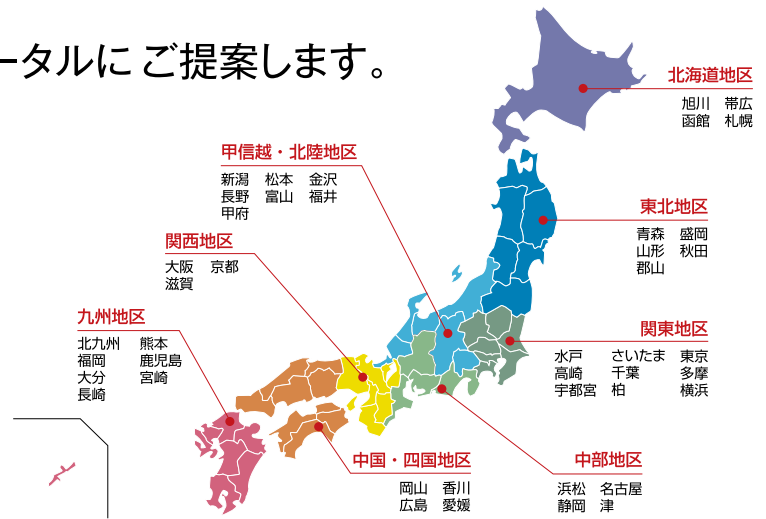 ータルに ご提案します。
北海道地区
旭川 帯広
函館 札幌
甲信越・北陸地区
新潟 松本 金沢
長野 富山 福井
甲府
東北地区
青森 盛岡
山形 秋田
郡山
関西地区
大阪 京都
滋賀
九州地区
北九州 熊本
福岡 鹿児島
大分 宮崎
長崎
関東地区
水戸 さいたま 東京
高崎 千葉 多摩
宇都宮 柏 横浜
中国・四国地区
岡山 香川
広島 愛媛
中部地区
浜松 名古屋
静岡 津